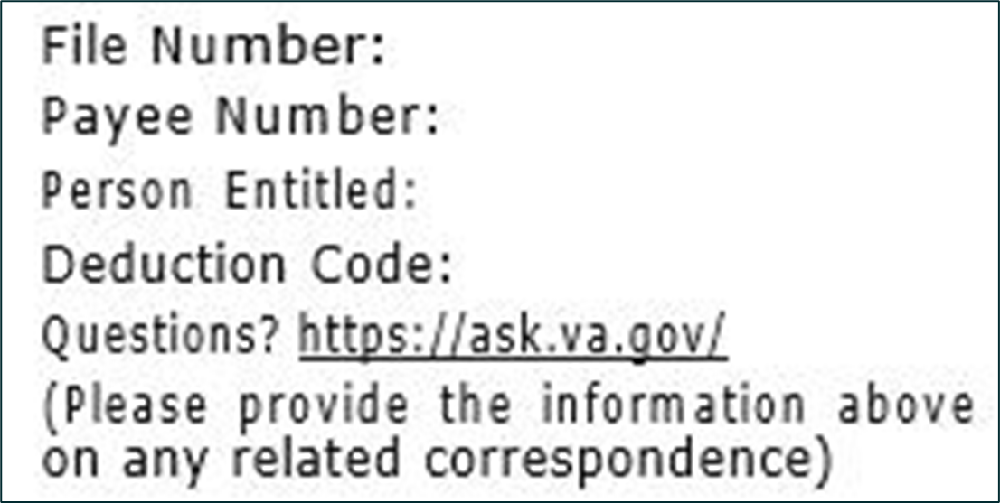 File Number:
Payee Number:
Person Entitled:
Deduction Code:
Questions? https://ask.va.gov/
(Please provide the information above
on any related correspondence)